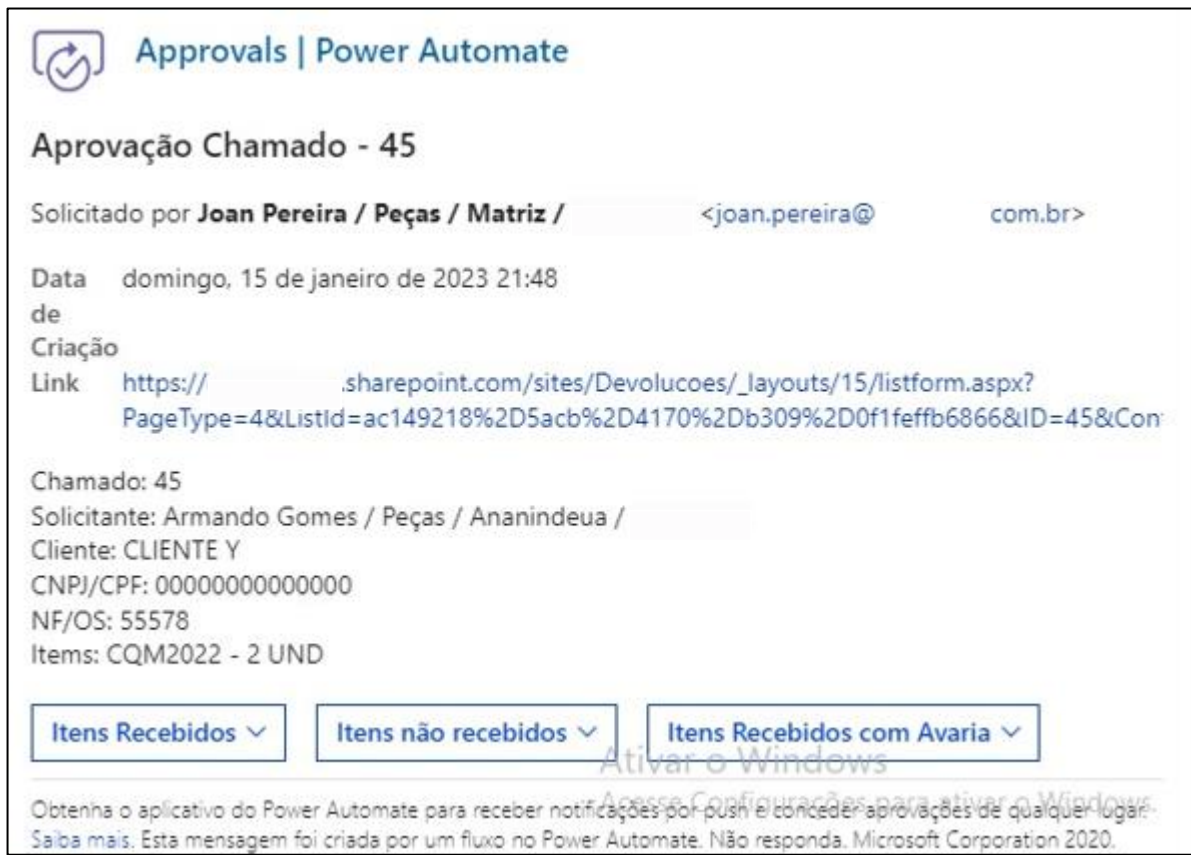 Approvals | Power Automate
Aprovação Chamado - 45
Solicitado por Joan Pereira / Peças / Matriz / <joan.pereira@ com.br>
Data de Criação domingo, 15 de janeiro de 2023 21:48
Link https:// .sharepoint.com/sites/Devolucoes/_layouts/15/listform.aspx?
PageType=4&ListId=ac149218%2D5acb%2D4170%2Db309%2D0f1feffb6866&ID=45&Con
Chamado: 45
Solicitante: Armando Gomes / Peças / Ananindeua /
Cliente: CLIENTE Y
CNPJ/CPF: 00000000000000
NF/OS: 55578
Items: CQM2022 - 2 UND
Itens Recebidos Itens não recebidos Itens Recebidos com Avaria
Ativar o Windows
Acesse Configurações para ativar o Windows.
Obtenha o aplicativo do Power Automate para receber notificações por push e conceder aprovações de qualquer lugar.
Saiba mais. Esta mensagem foi criada por um fluxo no Power Automate. Não responda. Microsoft Corporation 2020.